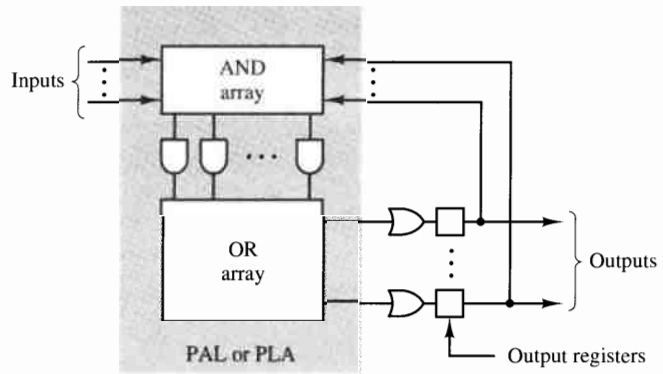 Inputs
AND
array
OR
array
Outputs
PAL or PLA
Output registers